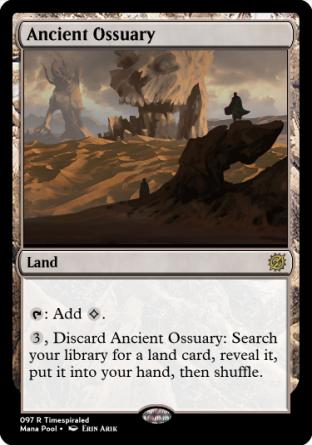 Ancient Ossuary
Land
: Add .
3, Discard Ancient Ossuary: Search
your library for a land card, reveal it,
put it into your hand, then shuffle.
097 R Timespiraled
Mana Pool • Erin Arik